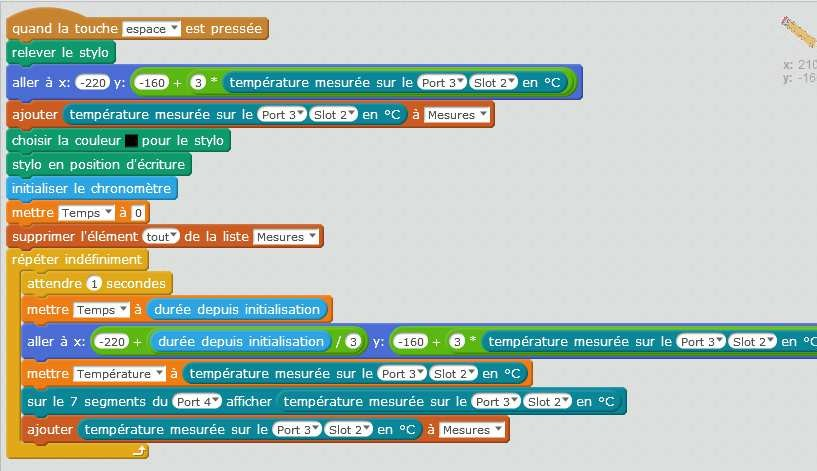 quand la touche espace est pressée
relever le stylo
aller à x: -220 y: -160 + 3 * température mesurée sur le Port 3 Slot 2 en °C
ajouter température mesurée sur le Port 3 Slot 2 en °C à Mesures
choisir la couleur pour le stylo
stylo en position d'écriture
initialiser le chronomètre
mettre Temps à 0
supprimer l'élément tout de la liste Mesures
répéter indéfiniment
attendre 1 secondes
mettre Temps à durée depuis initialisation
aller à x: -220 + durée depuis initialisation / 3 y: -160 + 3 * température mesurée sur le Port 3 Slot 2 en °C
mettre Température à température mesurée sur le Port 3 Slot 2 en °C
sur le 7 segments du Port 4 afficher température mesurée sur le Port 3 Slot 2 en °C
ajouter température mesurée sur le Port 3 Slot 2 en °C à Mesures
x: 210
y: -16